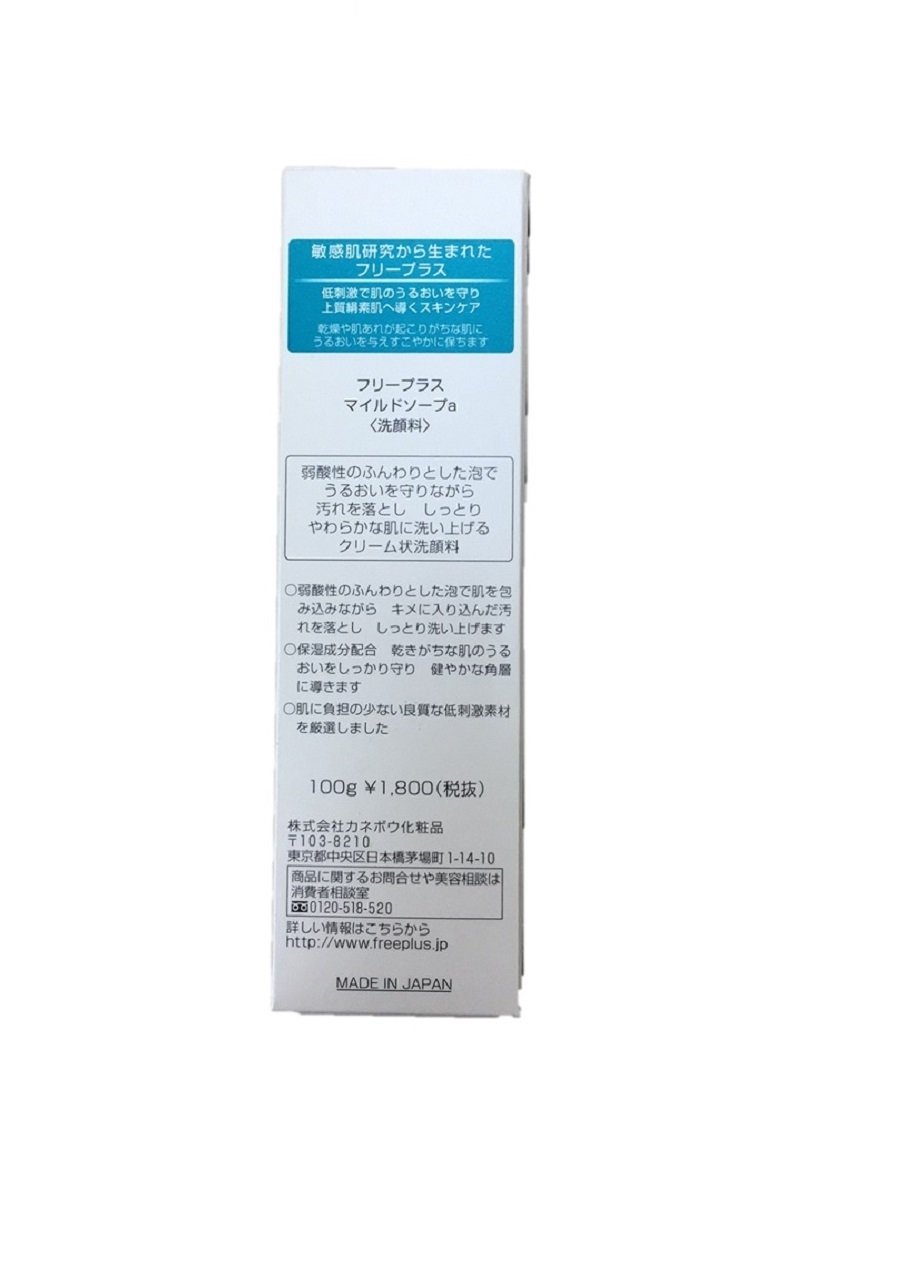 敏感肌研究から生まれた
フリープラス
低刺激で肌のうるおいを守り
上質絹素肌へ導くスキンケア
乾燥や肌あれが起こりがちな肌に
うるおいを与えすこやかに保ちます
フリープラス
マイルドソープa
〈洗顔料〉
弱酸性のふんわりとした泡で
うるおいを守りながら
汚れを落とし しっとり
やわらかな肌に洗い上げる
クリーム状洗顔料
○弱酸性のふんわりとした泡で肌を包
み込みながら キメに入り込んだ汚
れを落とし しっとり洗い上げます
○保湿成分配合 乾きがちな肌のうる
おいをしっかり守り 健やかな角層
に導きます
○肌に負担の少ない良質な低刺激素材
を厳選しました
100g ¥1,800(税抜)
株式会社カネボウ化粧品
〒103-8210
東京都中央区日本橋茅場町1-14-10
商品に関するお問合せや美容相談は
消費者相談室
0120-518-520
詳しい情報はこちらから
http://www.freeplus.jp
MADE IN JAPAN